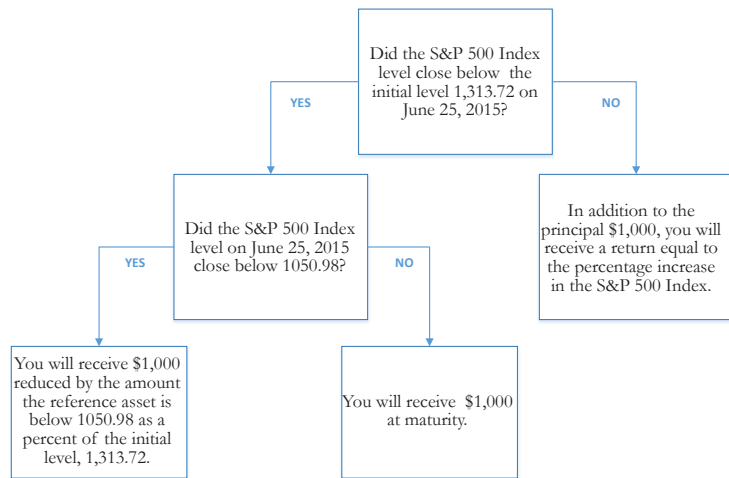 Did the S&P 500 Index
level close below the
initial level 1,313.72 on
June 25, 2015?
YES
NO
Did the S&P 500 Index
level on June 25, 2015
close below 1050.98?
In addition to the
principal $1,000, you will
receive a return equal to
the percentage increase
in the S&P 500 Index.
YES
NO
You will receive $1,000
reduced by the amount
the reference asset is
below 1050.98 as a
percent of the initial
level, 1,313.72.
You will receive $1,000
at maturity.